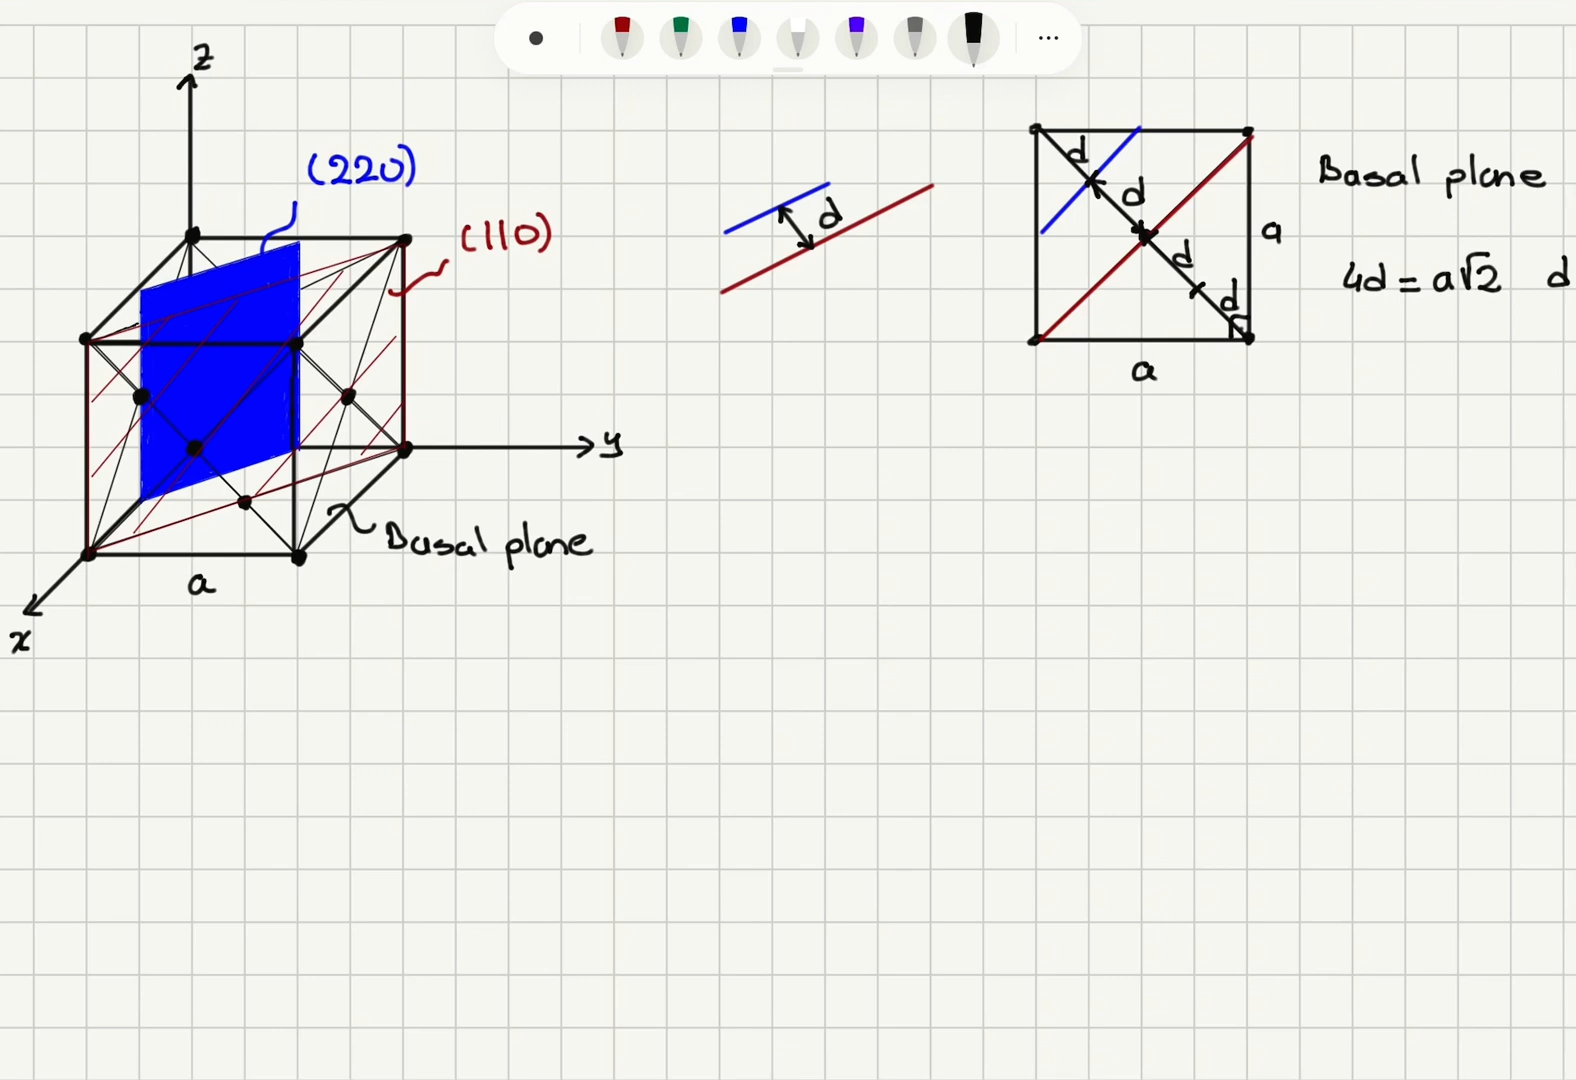 z
(220)
(110)
y
Basal plane
a
x
d
d
d
d
d
a
a
Basal plane
4d = a√2 d